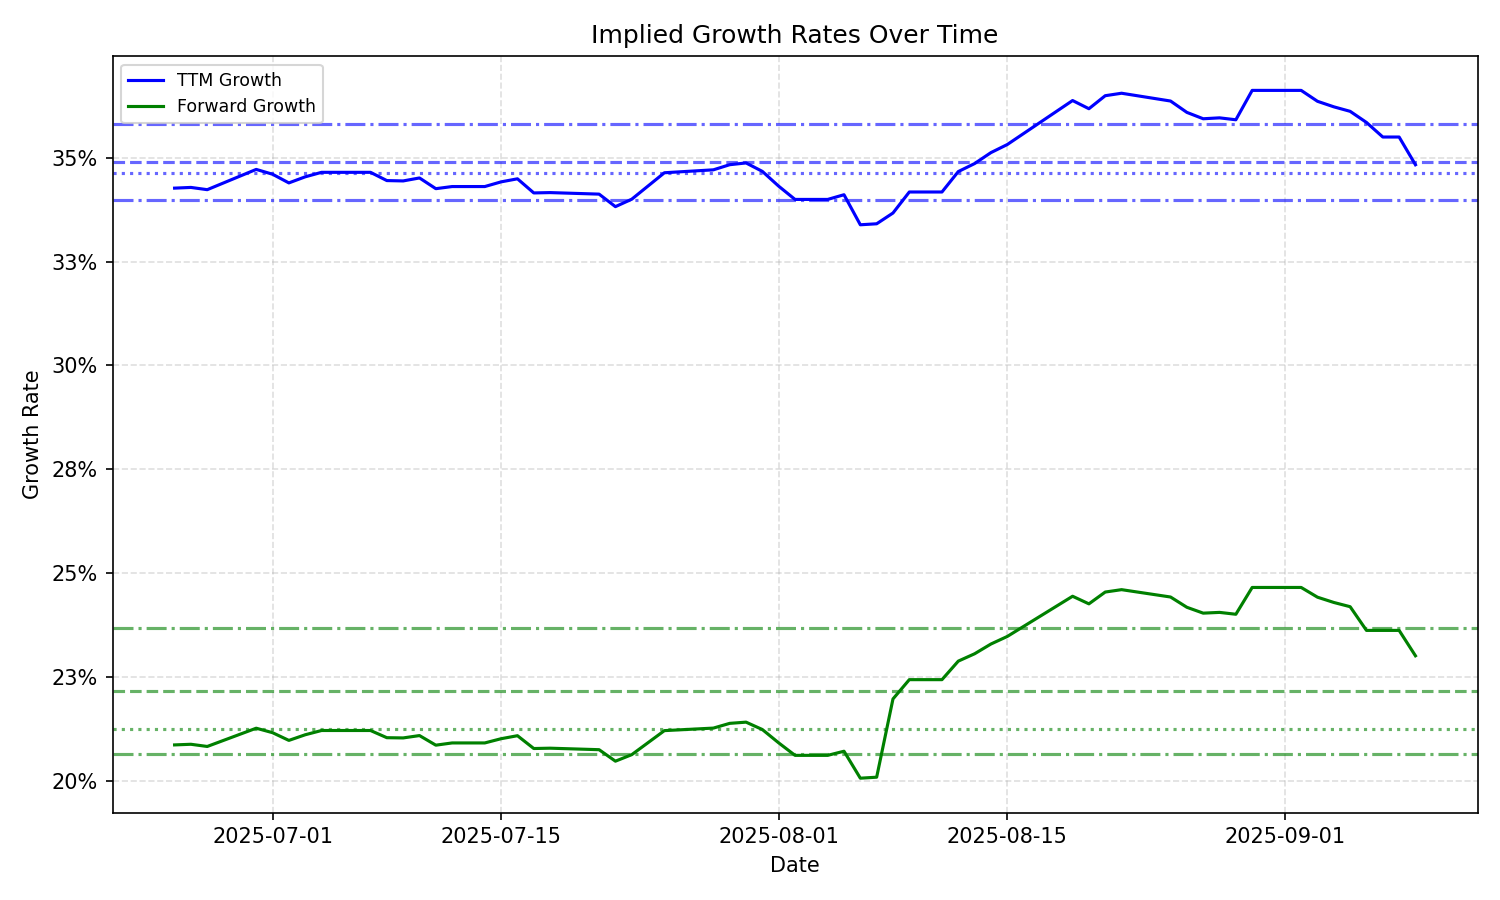 Implied Growth Rates Over Time
TTM Growth
Forward Growth
35%
33%
30%
28%
25%
23%
20%
Growth Rate
2025-07-01
2025-07-15
2025-08-01
2025-08-15
2025-09-01
Date